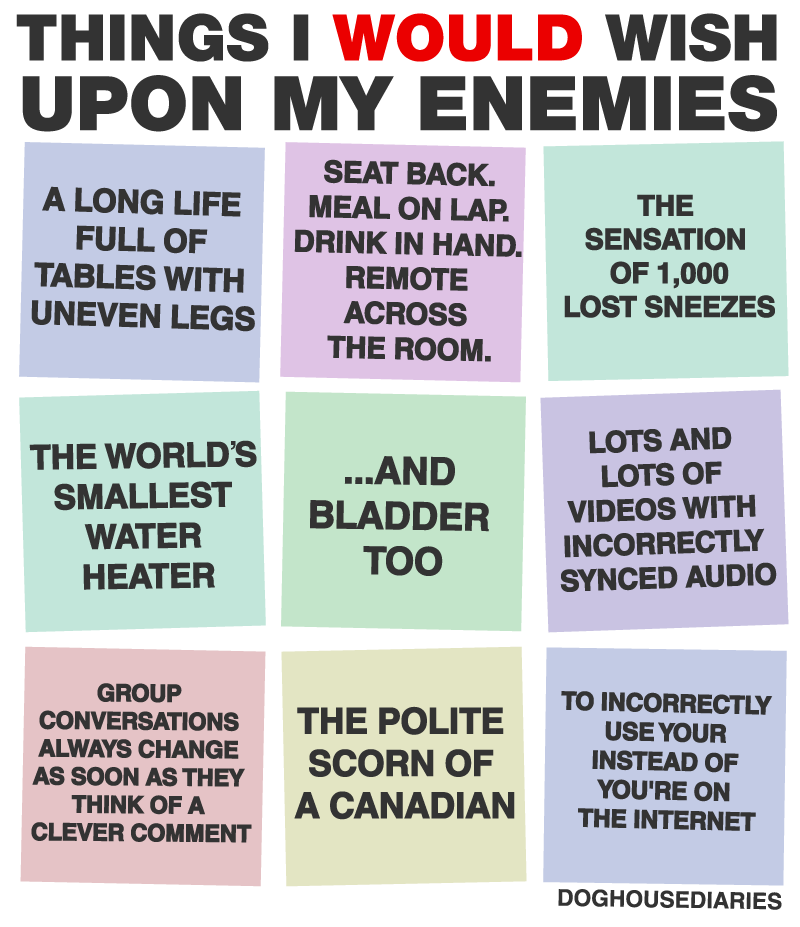 THINGS I WOULD WISH
UPON MY ENEMIES
A LONG LIFE
FULL OF
TABLES WITH
UNEVEN LEGS
SEAT BACK.
MEAL ON LAP.
DRINK IN HAND.
REMOTE
ACROSS
THE ROOM.
THE
SENSATION
OF 1,000
LOST SNEEZES
THE WORLD'S
SMALLEST
WATER
HEATER
...AND
BLADDER
TOO
LOTS AND
LOTS OF
VIDEOS WITH
INCORRECTLY
SYNCED AUDIO
GROUP
CONVERSATIONS
ALWAYS CHANGE
AS SOON AS THEY
THINK OF A
CLEVER COMMENT
THE POLITE
SCORN OF
A CANADIAN
TO INCORRECTLY
USE YOUR
INSTEAD OF
YOU'RE ON
THE INTERNET
DOGHOUSEDIARIES